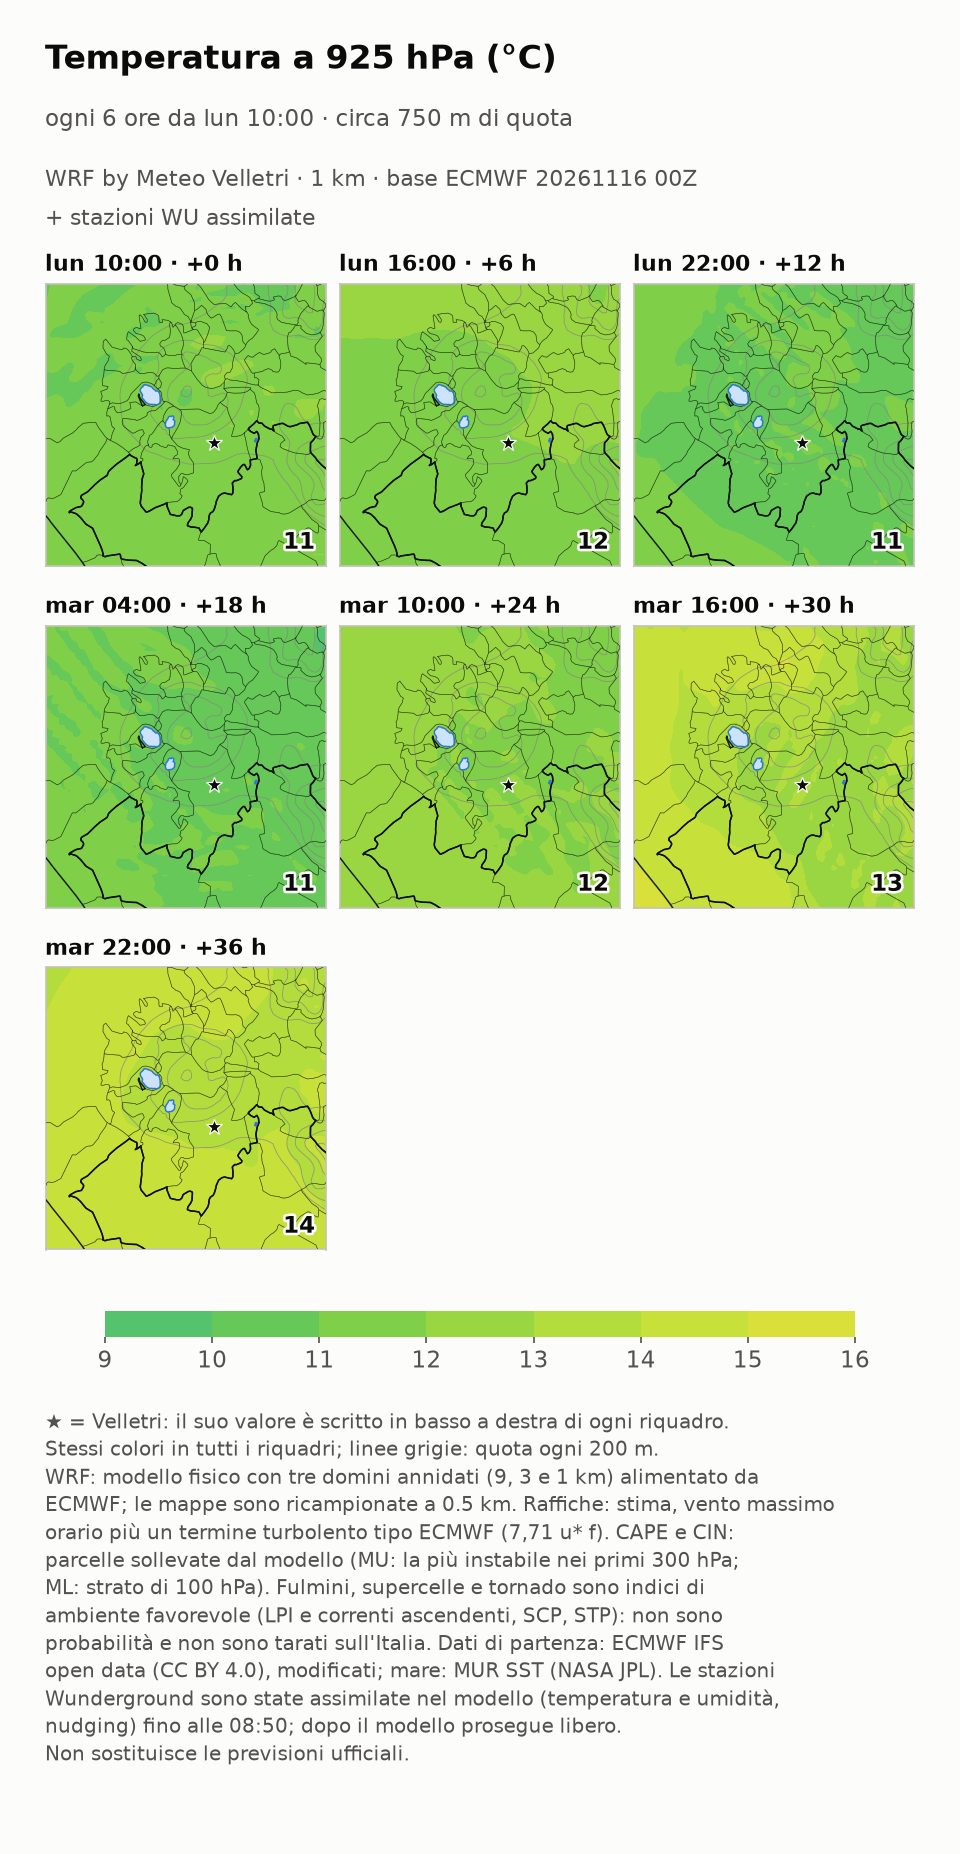 Temperatura a 925 hPa (°C)
ogni 6 ore da lun 10:00 · circa 750 m di quota
WRF by Meteo Velletri · 1 km · base ECMWF 20261116 00Z
+ stazioni WU assimilate
lun 10:00 · +0 h
lun 16:00 · +6 h
lun 22:00 · +12 h
11
12
11
mar 04:00 · +18 h
mar 10:00 · +24 h
mar 16:00 · +30 h
11
12
13
mar 22:00 · +36 h
14
9 10 11 12 13 14 15 16
★ = Velletri: il suo valore è scritto in basso a destra di ogni riquadro.
Stessi colori in tutti i riquadri; linee grigie: quota ogni 200 m.
WRF: modello fisico con tre domini annidati (9, 3 e 1 km) alimentato da
ECMWF; le mappe sono ricampionate a 0.5 km. Raffiche: stima, vento massimo
orario più un termine turbolento tipo ECMWF (7,71 u* f). CAPE e CIN:
parcelle sollevate dal modello (MU: la più instabile nei primi 300 hPa;
ML: strato di 100 hPa). Fulmini, supercelle e tornado sono indici di
ambiente favorevole (LPI e correnti ascendenti, SCP, STP): non sono
probabilità e non sono tarati sull'Italia. Dati di partenza: ECMWF IFS
open data (CC BY 4.0), modificati; mare: MUR SST (NASA JPL). Le stazioni
Wunderground sono state assimilate nel modello (temperatura e umidità,
nudging) fino alle 08:50; dopo il modello prosegue libero.
Non sostituisce le previsioni ufficiali.